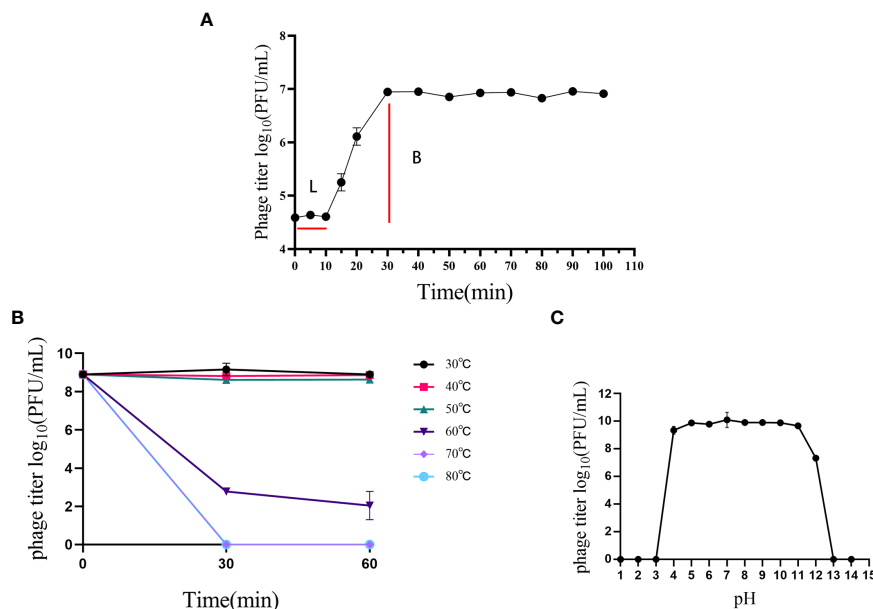 A
Phage titer log10(PFU/mL)
8
7
6
5
4
L
B
0 10 20 30 40 50 60 70 80 90 100 110
Time(min)
B
phage titer log10(PFU/mL)
10
8
6
4
2
0
0 30 60
Time(min)
30℃
40℃
50℃
60℃
70℃
80℃
C
phage titer log10(PFU/mL)
12
10
8
6
4
2
0
1 2 3 4 5 6 7 8 9 10 11 12 13 14 15
pH